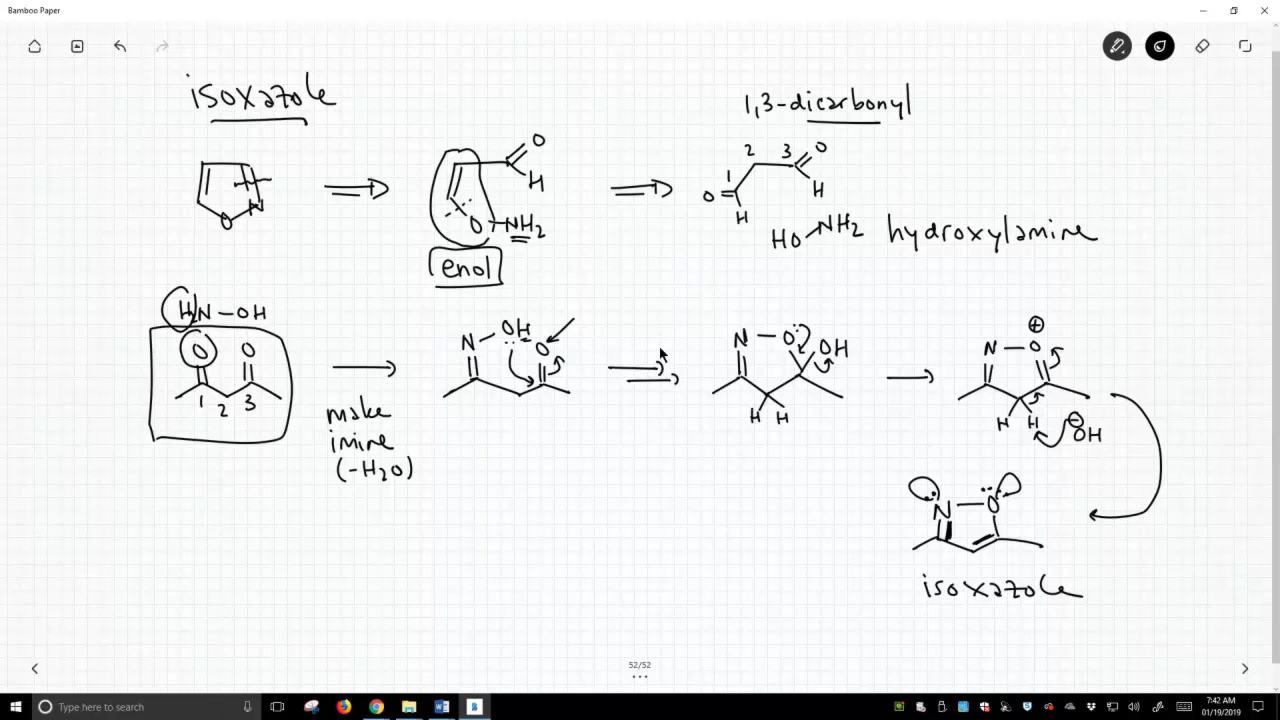 Bamboo Paper
isoxazole
1,3-dicarbonyl
O
H
O
N
O-NH2
enol
1
2
3
O
O
H
H
HO
NH2
hydroxylamine
H2N-OH
O
O
1
2
3
make
imine
(-H2O)
N
OH
O
N-O
OH
H
H
N-O
⊕
H
H
⊖
OH
N
O
isoxazole
52/52
Type here to search
7:42 AM
01/19/2019